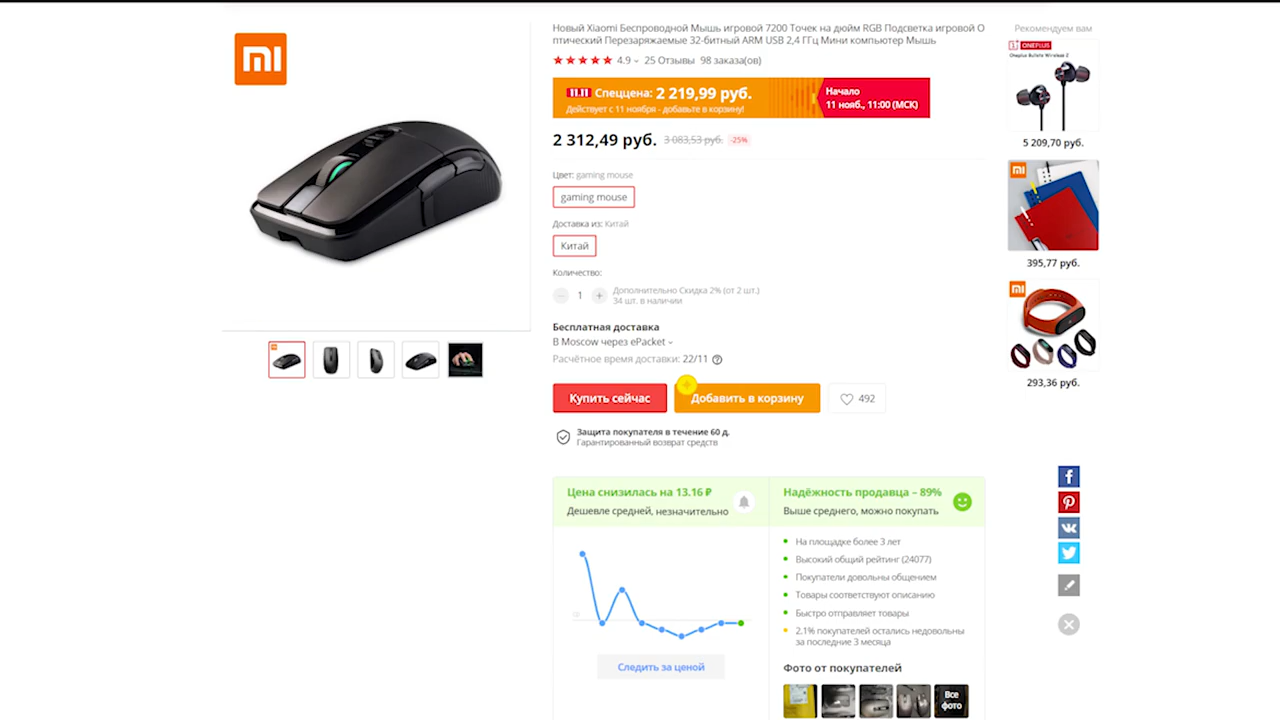 Новый Xiaomi Беспроводной Мышь игровой 7200 Точек на дюйм RGB Подсветка игровой О
птический Перезаряжаемые 32-битный ARM USB 2,4 ГГц Мини компьютер Мышь
4.9 25 Отзывы 98 заказа(ов)
11.11 Спеццена: 2 219,99 руб.
Действует с 11 ноября - добавьте в корзину!
Начало
11 нояб., 11:00 (МСК)
2 312,49 руб. 3 083,53 руб. -25%
Цвет: gaming mouse
gaming mouse
Доставка из: Китай
Китай
Количество:
1
Дополнительно Скидка 2% (от 2 шт.)
34 шт. в наличии
Бесплатная доставка
В Moscow через ePacket
Расчётное время доставки: 22/11
Купить сейчас
Добавить в корзину
492
Защита покупателя в течение 60 д.
Гарантированный возврат средств
Цена снизилась на 13.16 ₽
Дешевле средней, незначительно
Следить за ценой
Надёжность продавца – 89%
Выше среднего, можно покупать
На площадке более 3 лет
Высокий общий рейтинг (24077)
Покупатели довольны общением
Товары соответствуют описанию
Быстро отправляет товары
2,1% покупателей остались недовольны
за последние 3 месяца
Фото от покупателей
Все
фото
Рекомендуем вам
ONEPLUS
Oneplus Bullets Wireless 2
5 209,70 руб.
395,77 руб.
293,36 руб.